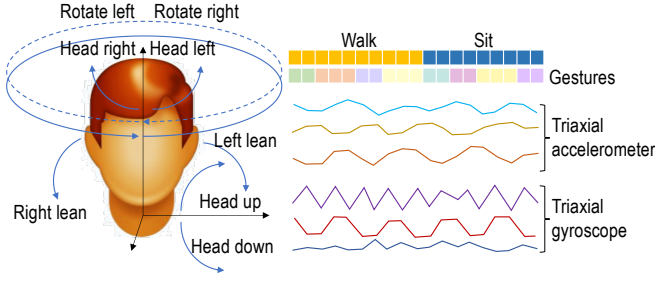 Rotate left
Rotate right
Head right
Head left
Left lean
Right lean
Head up
Head down
Walk
Sit
Gestures
Triaxial
accelerometer
Triaxial
gyroscope